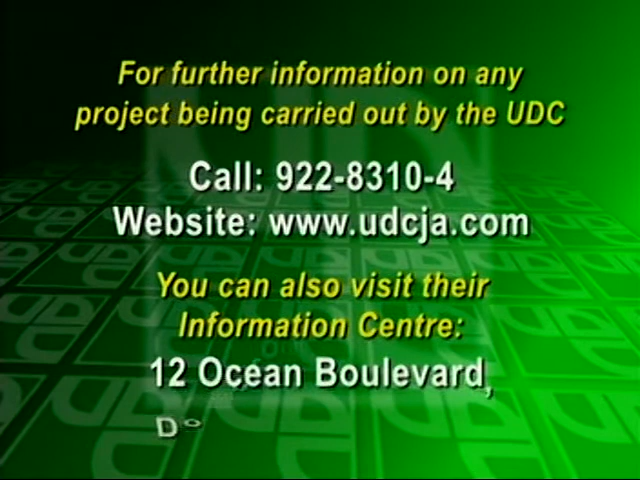 For further information on any
project being carried out by the UDC
Call: 922-8310-4
Website: www.udcja.com
You can also visit their
Information Centre:
12 Ocean Boulevard,